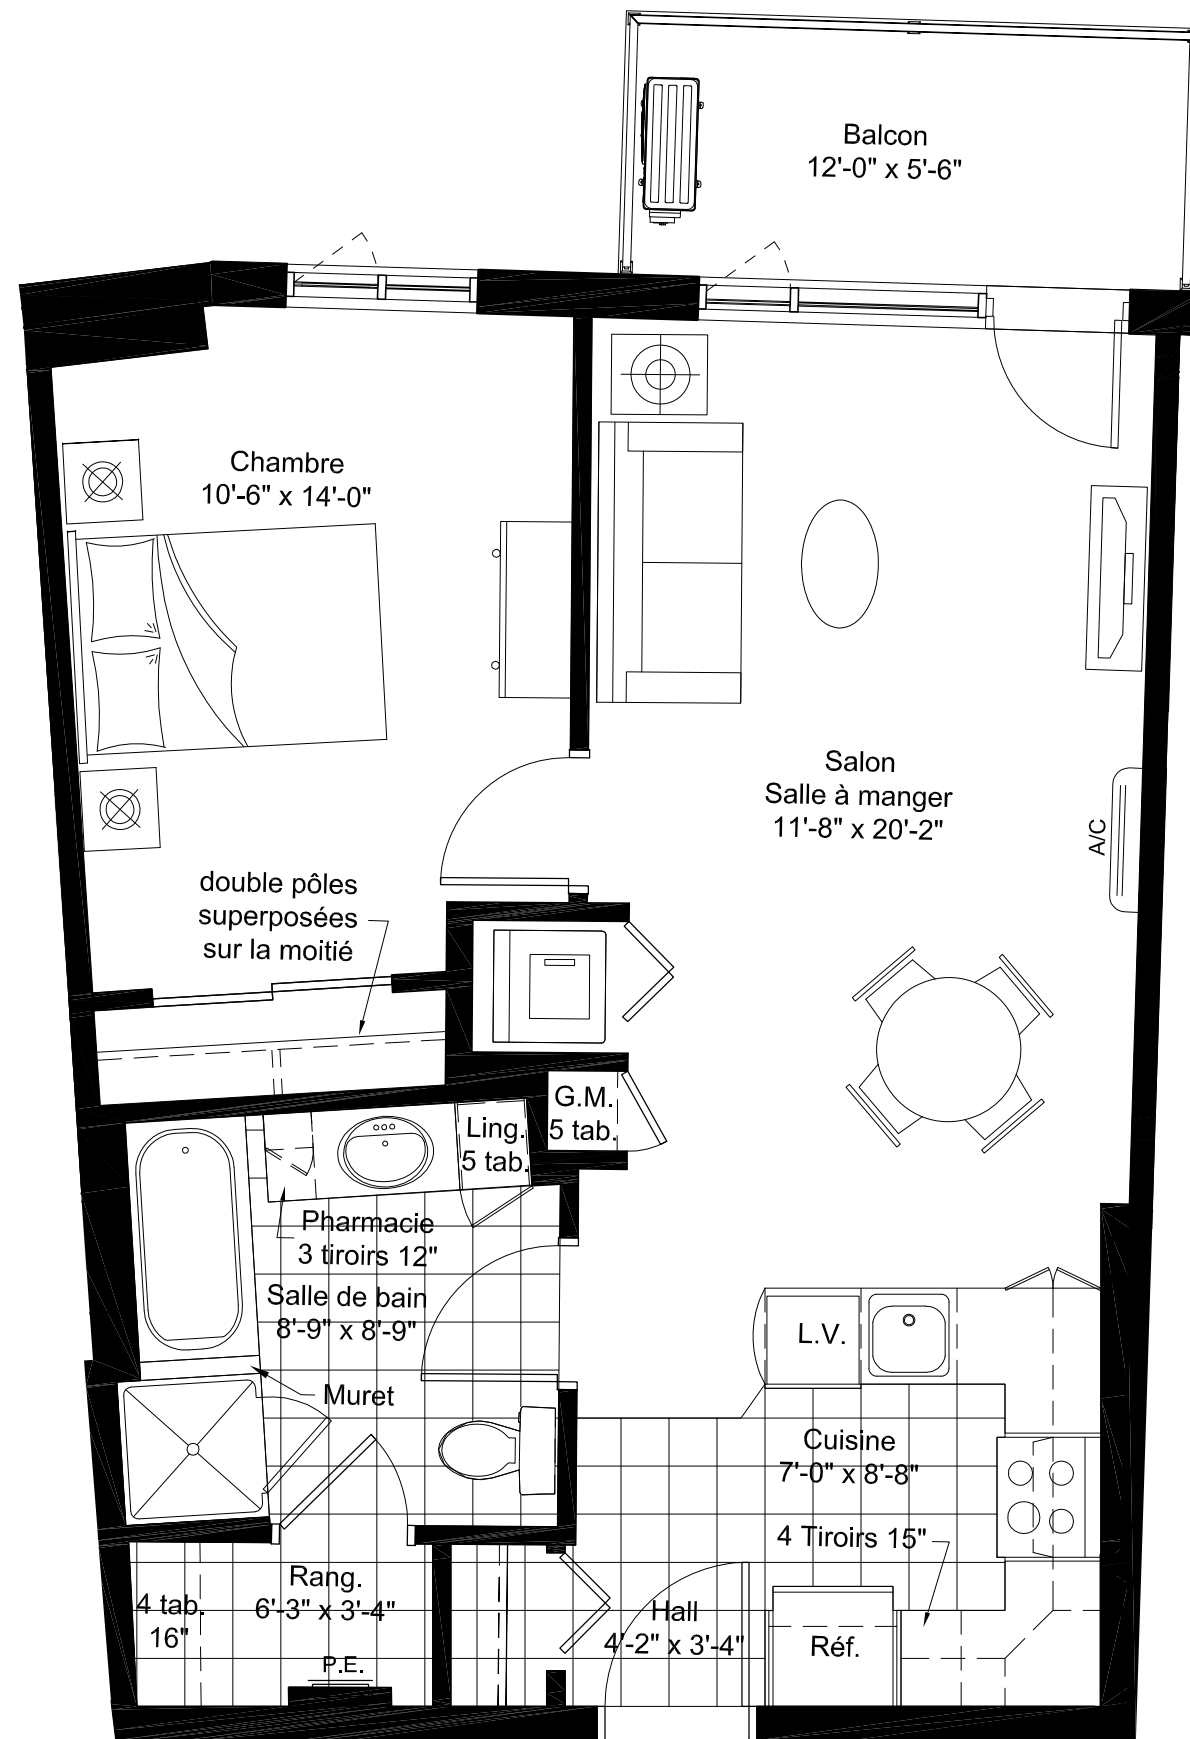 Balcon
12'-0" x 5'-6"
Chambre
10'-6" x 14'-0"
Salon
Salle à manger
11'-8" x 20'-2"
A/C
double pôles
superposées
sur la moitié
G.M.
5 tab.
Ling.
5 tab.
Pharmacie
3 tiroirs 12"
Salle de bain
8'-9" x 8'-9"
Muret
L.V.
Cuisine
7'-0" x 8'-8"
4 Tiroirs 15"
Rang.
6'-3" x 3'-4"
4 tab.
16"
P.E.
Hall
4'-2" x 3'-4"
Réf.